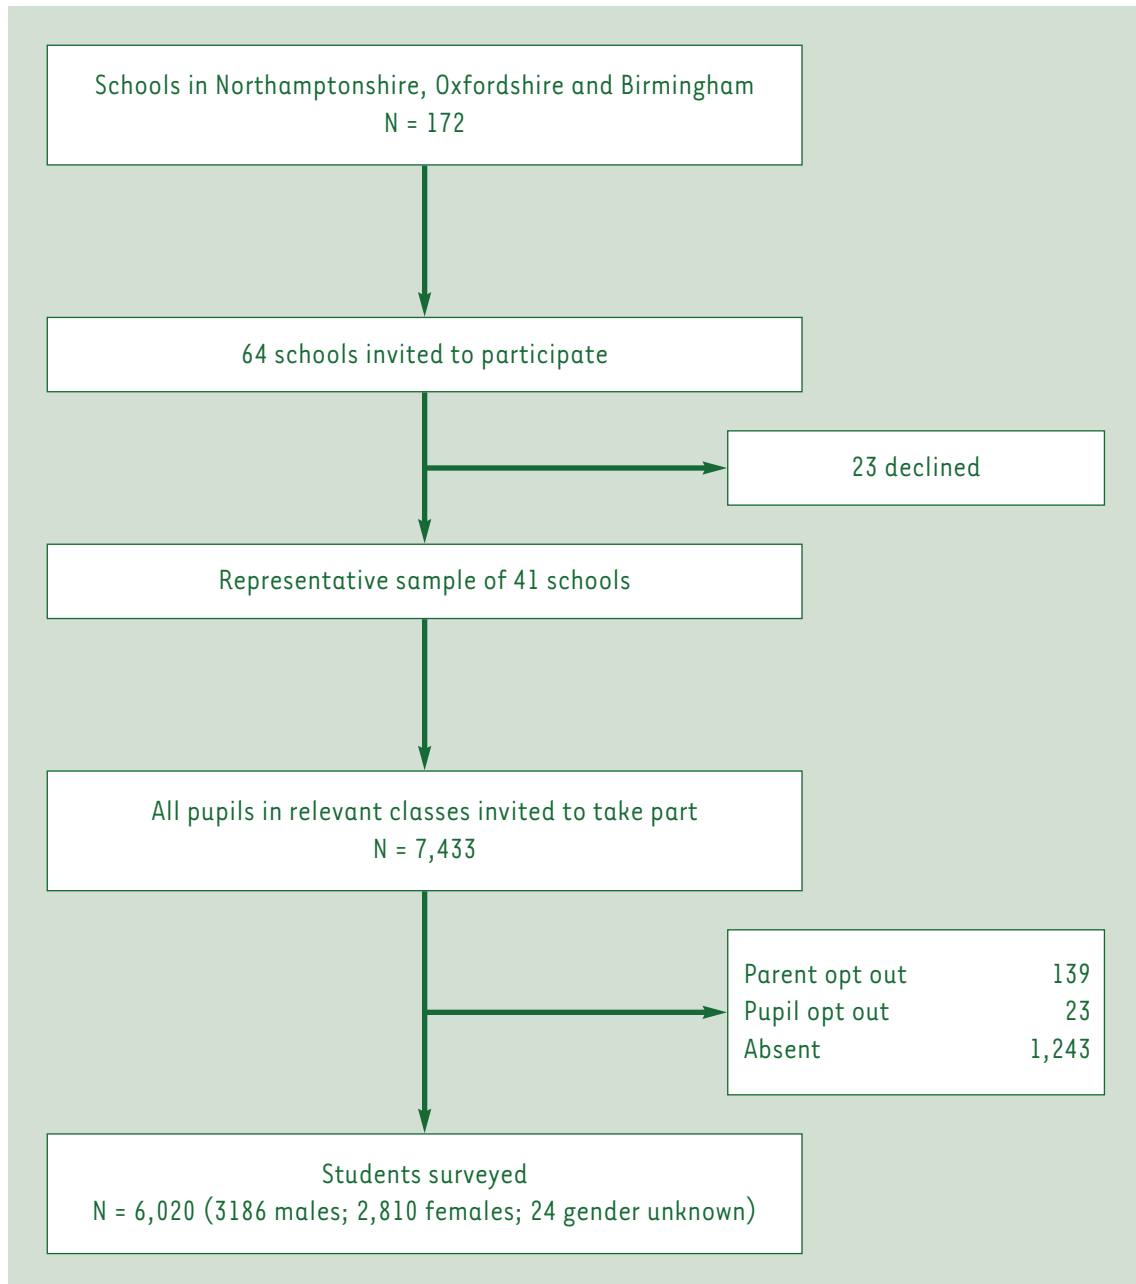 Schools in Northamptonshire, Oxfordshire and Birmingham
N = 172
64 schools invited to participate
23 declined
Representative sample of 41 schools
All pupils in relevant classes invited to take part
N = 7,433
Parent opt out 139
Pupil opt out 23
Absent 1,243
Students surveyed
N = 6,020 (3186 males; 2,810 females; 24 gender unknown)